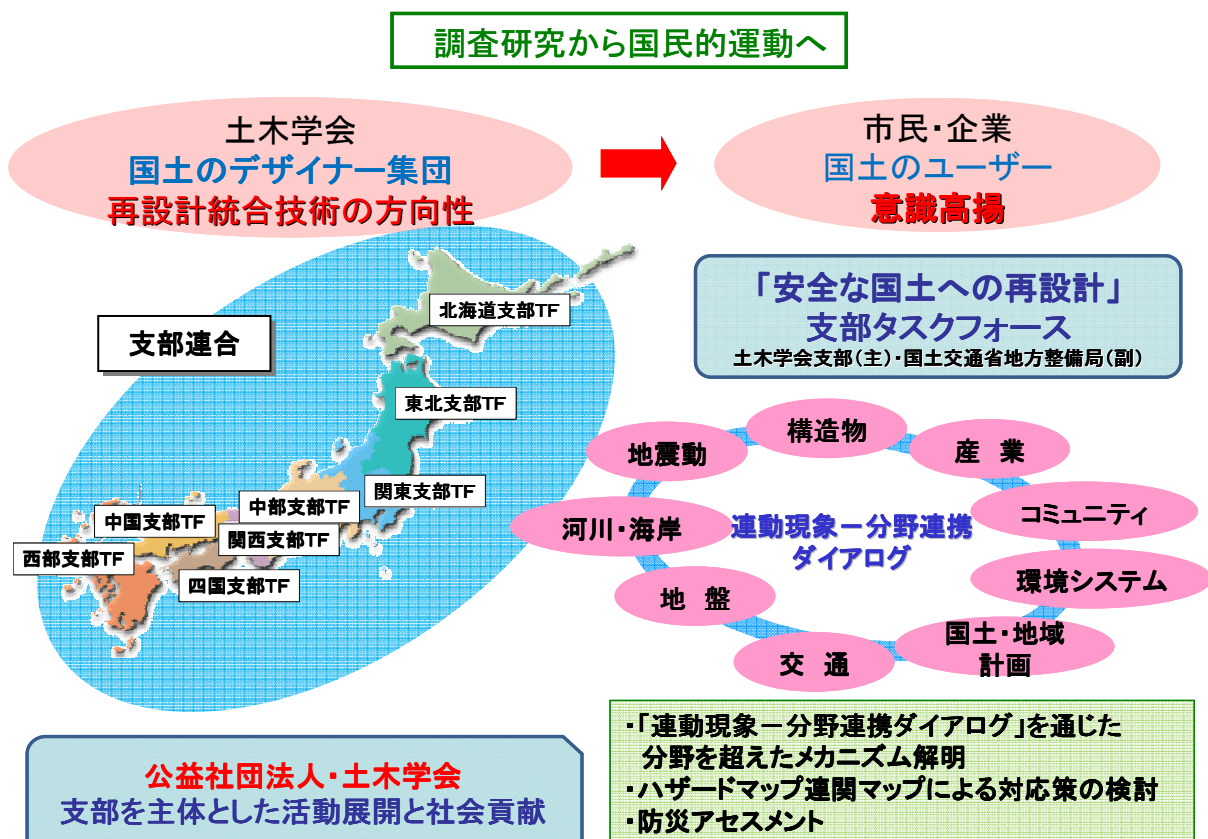 調査研究から国民的運動へ
土木学会
国土のデザイナー集団
再設計統合技術の方向性
市民・企業
国土のユーザー
意識高揚
支部連合
北海道支部TF
東北支部TF
関東支部TF
中部支部TF
中国支部TF
関西支部TF
西部支部TF
四国支部TF
「安全な国土への再設計」
支部タスクフォース
土木学会支部（主）・国土交通省地方整備局（副）
構造物
地震動
産　業
河川・海岸
コミュニティ
連動現象－分野連携
ダイアログ
環境システム
地　盤
国土・地域
計画
交　通
公益社団法人・土木学会
支部を主体とした活動展開と社会貢献
・「連動現象－分野連携ダイアログ」を通じた
分野を超えたメカニズム解明
・ハザードマップ連関マップによる対応策の検討
・防災アセスメント